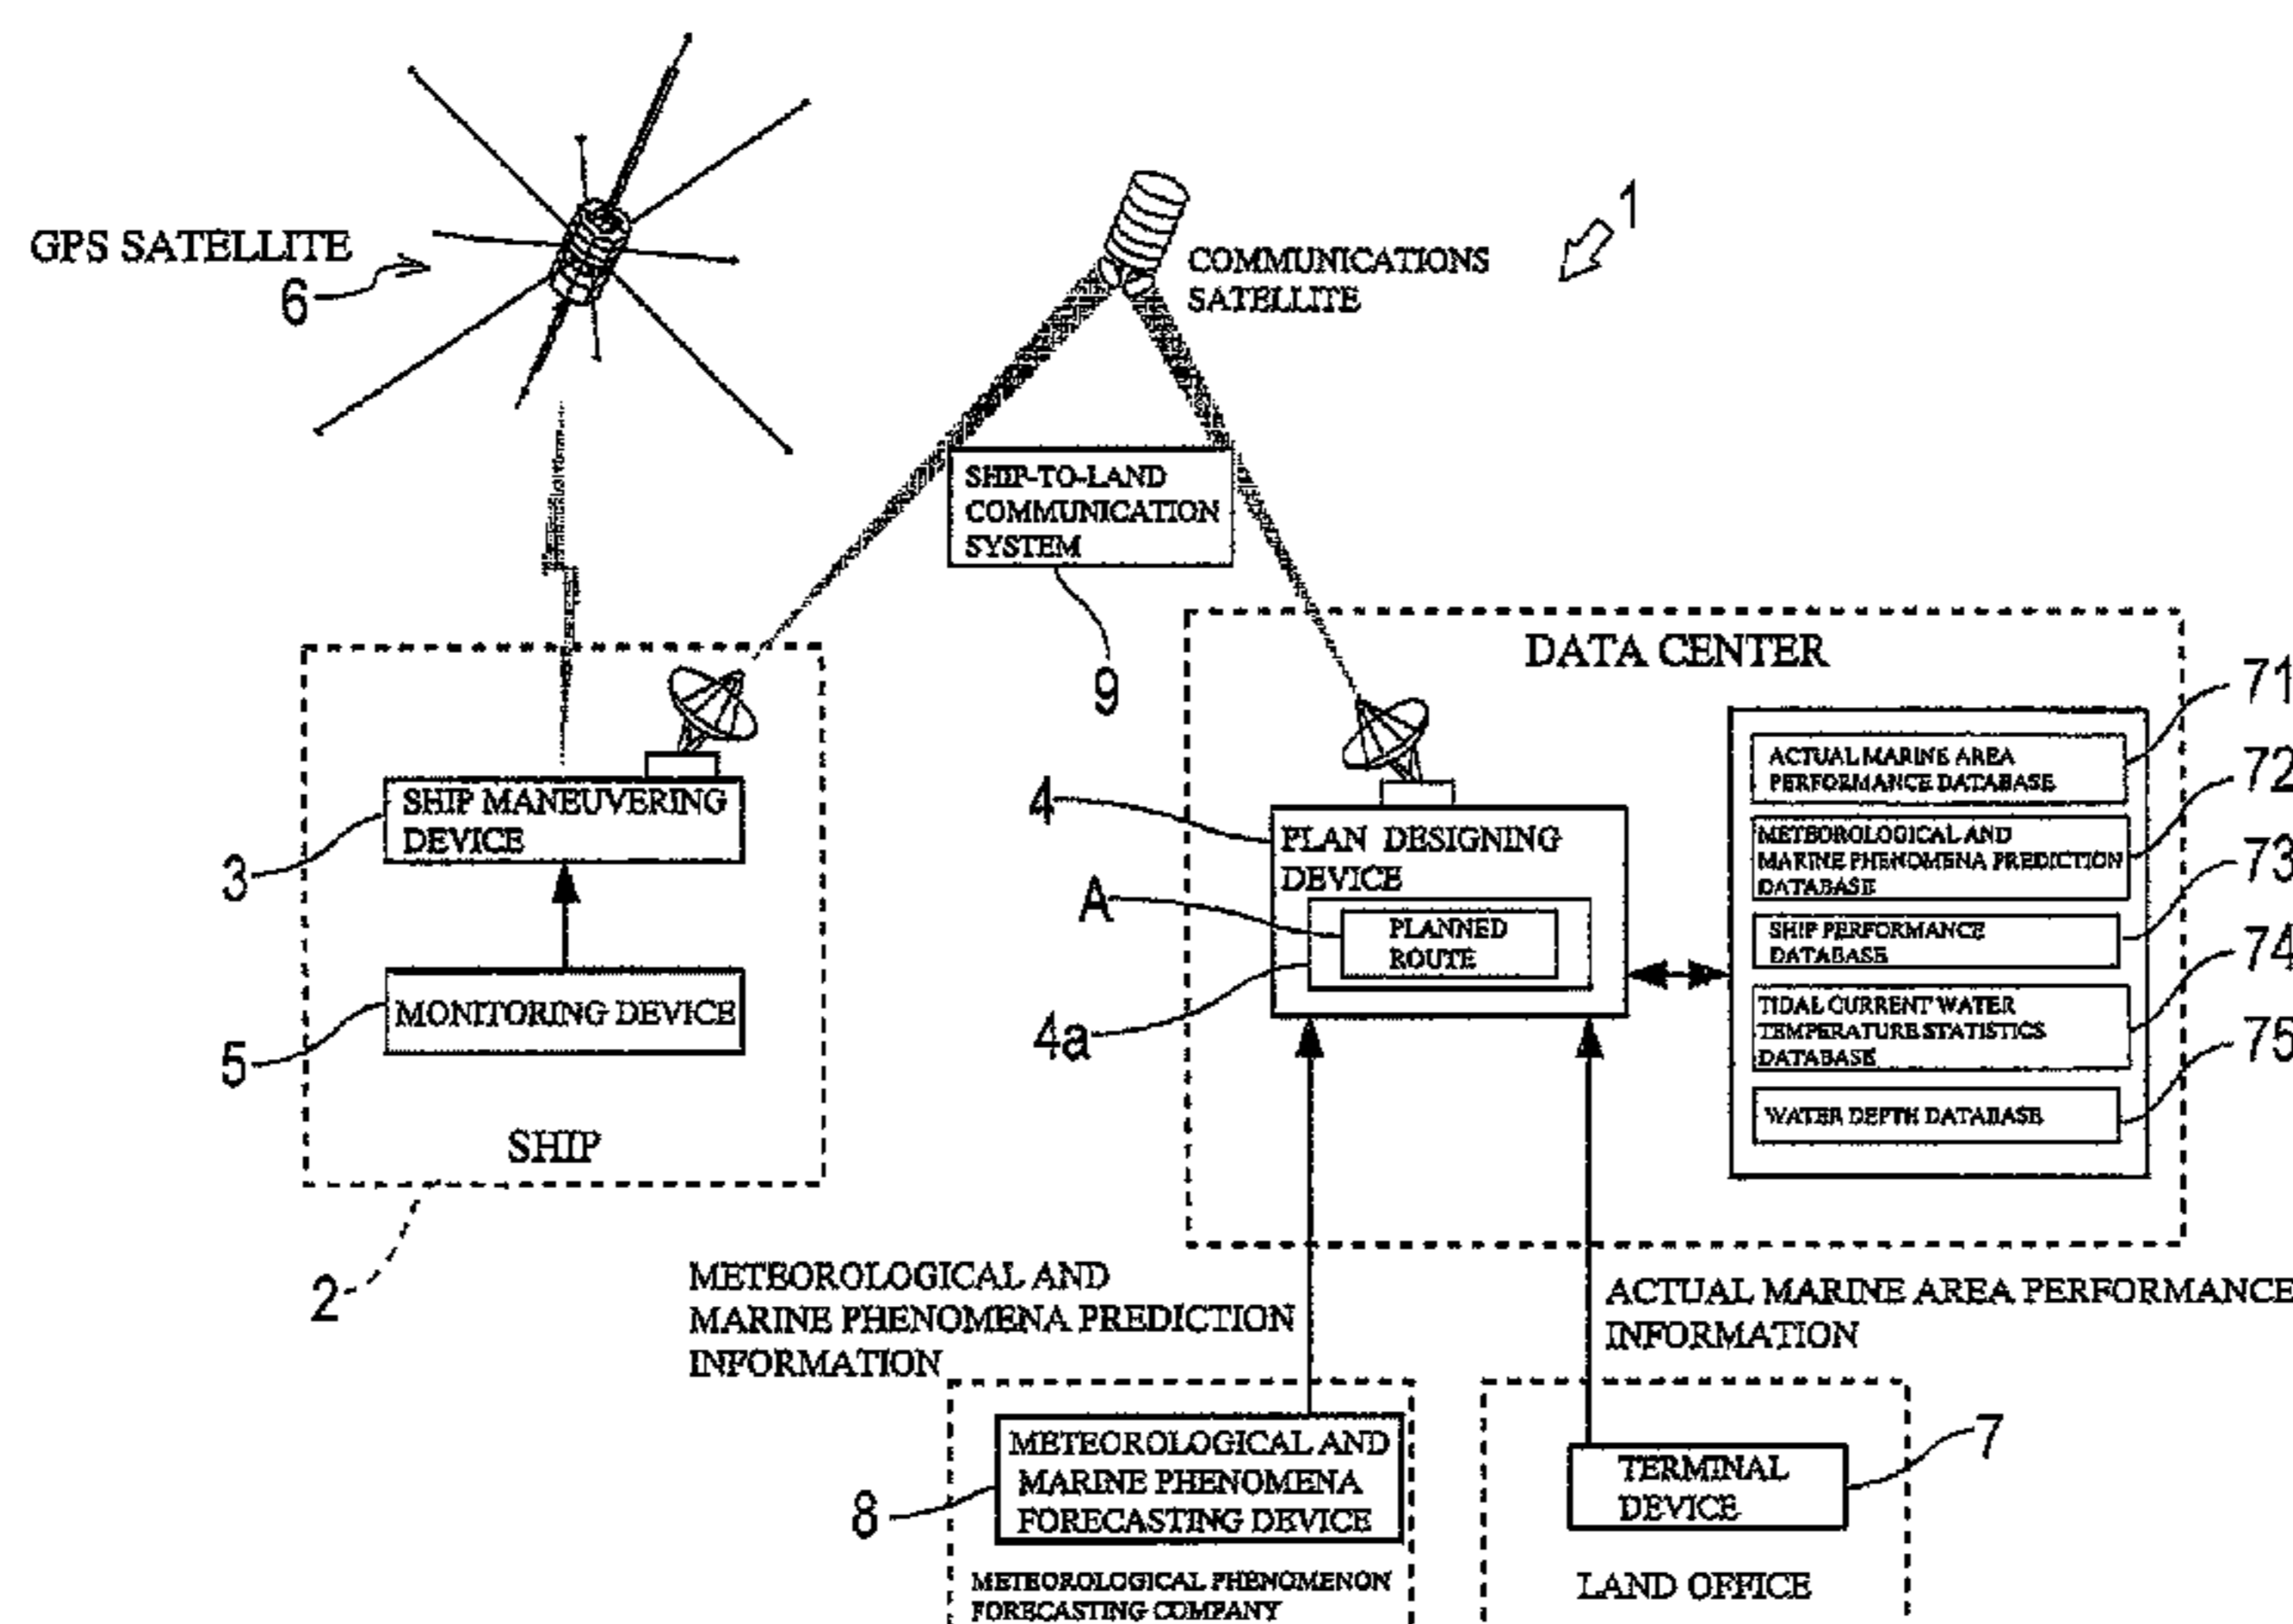 1
GPS SATELLITE
6
COMMUNICATIONS
SATELLITE
SHIP-TO-LAND
COMMUNICATION
SYSTEM
9
SHIP MANEUVERING
DEVICE
3
MONITORING DEVICE
5
SHIP
2
DATA CENTER
4
PLAN DESIGNING
DEVICE
A
PLANNED
ROUTE
4a
71
ACTUAL MARINE AREA
PERFORMANCE DATABASE
72
METEOROLOGICAL AND
MARINE PHENOMENA PREDICTION
DATABASE
73
SHIP PERFORMANCE
DATABASE
74
TIDAL CURRENT WATER
TEMPERATURE STATISTICS
DATABASE
75
WATER DEPTH DATABASE
METEOROLOGICAL AND
MARINE PHENOMENA PREDICTION
INFORMATION
ACTUAL MARINE AREA PERFORMANCE
INFORMATION
METEOROLOGICAL AND
MARINE PHENOMENA
FORECASTING DEVICE
8
METEOROLOGICAL PHENOMENON
FORECASTING COMPANY
TERMINAL
DEVICE
7
LAND OFFICE